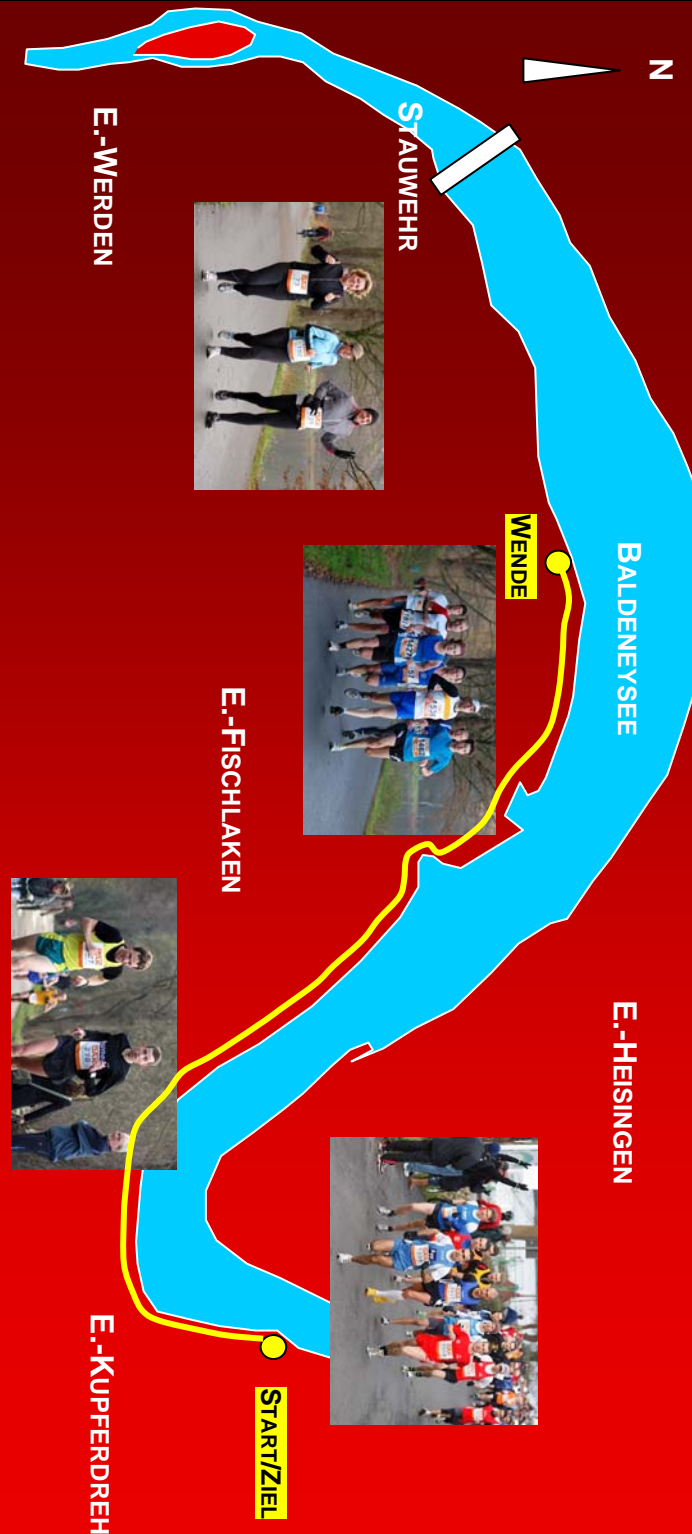 N
STAUWEHR
E.-WERDEN
BALDENEYSEE
WENDE
E.-FISCHLAKEN
E.-HEISINGEN
START/ZIEL
E.-KUPFERDREH